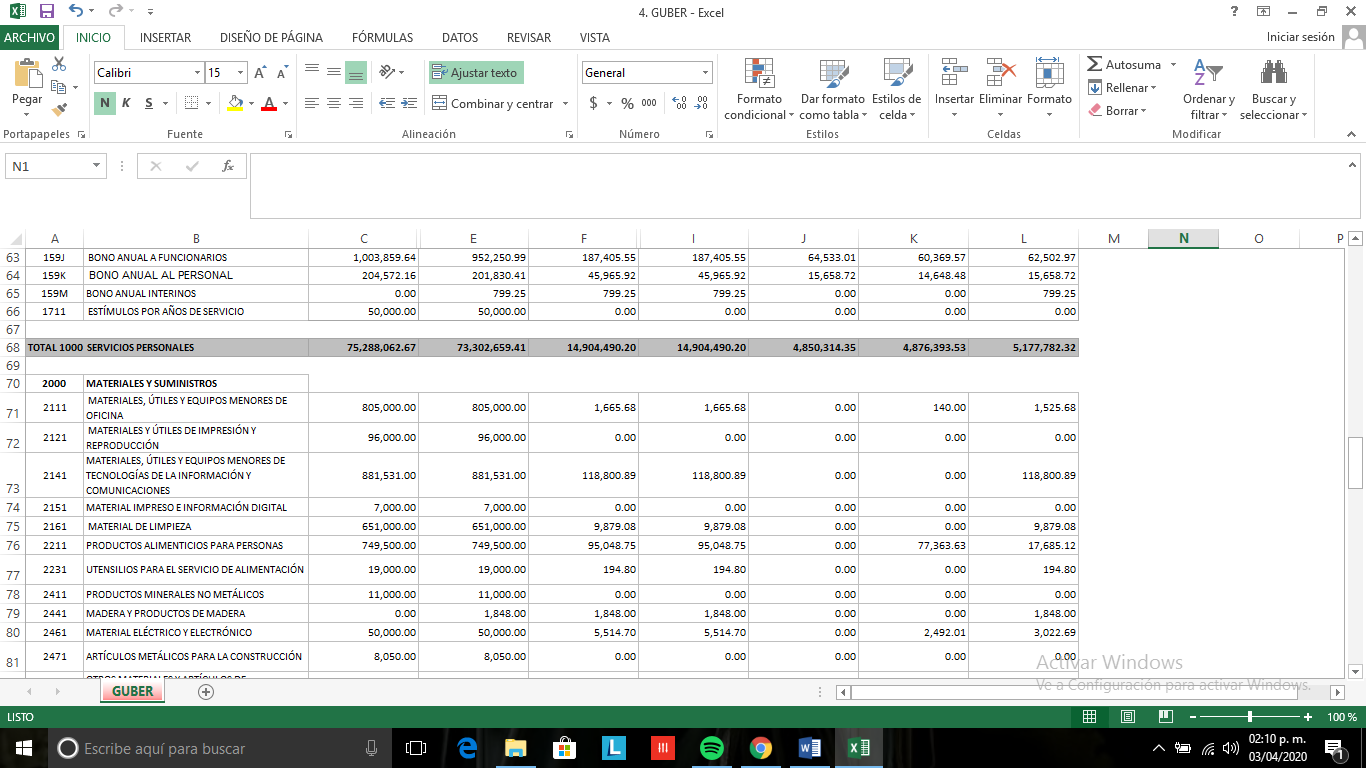 4. GUBER - Excel
ARCHIVO INICIO INSERTAR DISEÑO DE PÁGINA FÓRMULAS DATOS REVISAR VISTA Iniciar sesión
Calibri 15 Ajustar texto General Autosuma
Pegar N K S Combinar y centrar $ % 000 Formato condicional Dar formato como tabla Estilos de celda Insertar Eliminar Formato Rellenar Borrar Ordenar y filtrar Buscar y seleccionar
Portapapeles Fuente Alineación Número Estilos Celdas Modificar
N1
A B C E F I J K L M N O P
63 159J BONO ANUAL A FUNCIONARIOS 1,003,859.64 952,250.99 187,405.55 187,405.55 64,533.01 60,369.57 62,502.97
64 159K BONO ANUAL AL PERSONAL 204,572.16 201,830.41 45,965.92 45,965.92 15,658.72 14,648.48 15,658.72
65 159M BONO ANUAL INTERINOS 0.00 799.25 799.25 799.25 0.00 0.00 799.25
66 1711 ESTÍMULOS POR AÑOS DE SERVICIO 50,000.00 50,000.00 0.00 0.00 0.00 0.00 0.00
67
68 TOTAL 1000 SERVICIOS PERSONALES 75,288,062.67 73,302,659.41 14,904,490.20 14,904,490.20 4,850,314.35 4,876,393.53 5,177,782.32
69
70 2000 MATERIALES Y SUMINISTROS
71 2111 MATERIALES, ÚTILES Y EQUIPOS MENORES DE
OFICINA 805,000.00 805,000.00 1,665.68 1,665.68 0.00 140.00 1,525.68
72 2121 MATERIALES Y ÚTILES DE IMPRESIÓN Y
REPRODUCCIÓN 96,000.00 96,000.00 0.00 0.00 0.00 0.00 0.00
73 2141 MATERIALES, ÚTILES Y EQUIPOS MENORES DE
TECNOLOGÍAS DE LA INFORMACIÓN Y
COMUNICACIONES 881,531.00 881,531.00 118,800.89 118,800.89 0.00 0.00 118,800.89
74 2151 MATERIAL IMPRESO E INFORMACIÓN DIGITAL 7,000.00 7,000.00 0.00 0.00 0.00 0.00 0.00
75 2161 MATERIAL DE LIMPIEZA 651,000.00 651,000.00 9,879.08 9,879.08 0.00 0.00 9,879.08
76 2211 PRODUCTOS ALIMENTICIOS PARA PERSONAS 749,500.00 749,500.00 95,048.75 95,048.75 0.00 77,363.63 17,685.12
77 2231 UTENSILIOS PARA EL SERVICIO DE ALIMENTACIÓN 19,000.00 19,000.00 194.80 194.80 0.00 0.00 194.80
78 2411 PRODUCTOS MINERALES NO METÁLICOS 11,000.00 11,000.00 0.00 0.00 0.00 0.00 0.00
79 2441 MADERA Y PRODUCTOS DE MADERA 0.00 1,848.00 1,848.00 1,848.00 0.00 0.00 1,848.00
80 2461 MATERIAL ELÉCTRICO Y ELECTRÓNICO 50,000.00 50,000.00 5,514.70 5,514.70 0.00 2,492.01 3,022.69
81 2471 ARTÍCULOS METÁLICOS PARA LA CONSTRUCCIÓN 8,050.00 8,050.00 0.00 0.00 0.00 0.00 0.00
Activar Windows
Ve a Configuración para activar Windows.
GUBER
LISTO 100 %
Escribe aquí para buscar 02:10 p. m.
03/04/2020 1